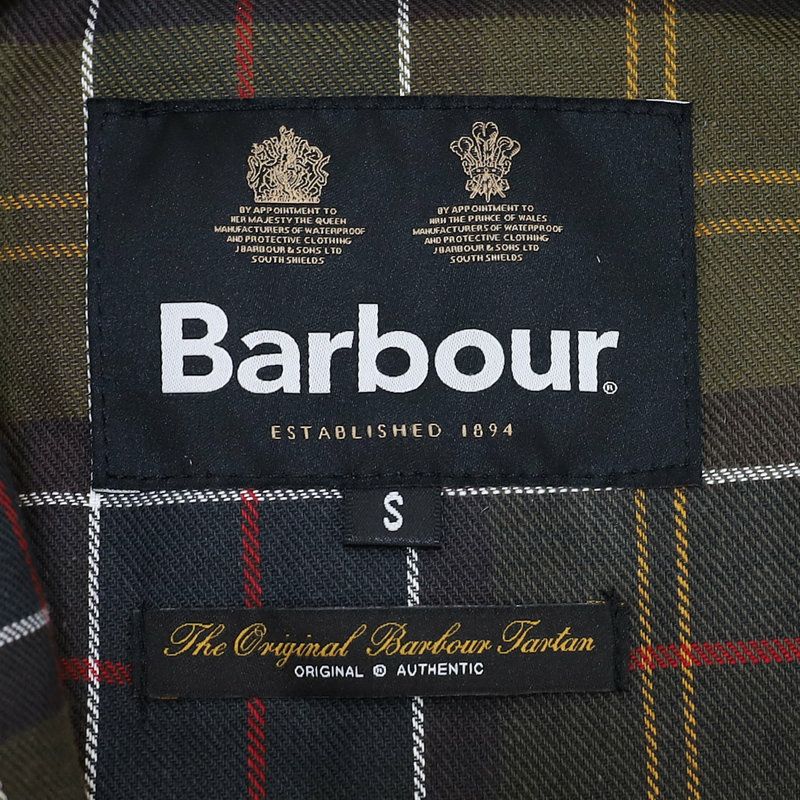 BY APPOINTMENT TO
HER MAJESTY THE QUEEN
MANUFACTURERS OF WATERPROOF
AND PROTECTIVE CLOTHING
J BARBOUR & SONS LTD
SOUTH SHIELDS
BY APPOINTMENT TO
HRH THE PRINCE OF WALES
MANUFACTURERS OF WATERPROOF
AND PROTECTIVE CLOTHING
J BARBOUR & SONS LTD
SOUTH SHIELDS
Barbour®
ESTABLISHED 1894
S
The Original Barbour Tartan
ORIGINAL ® AUTHENTIC